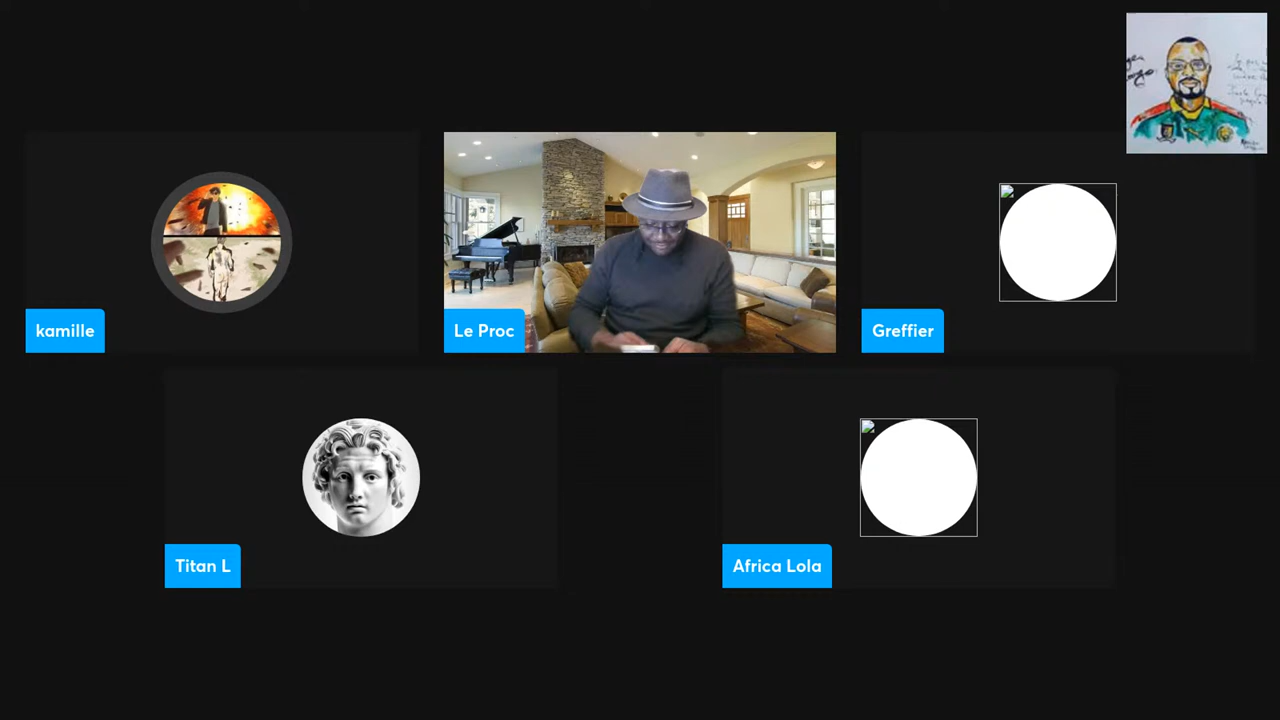 kamille
Le Proc
Greffier
Titan L
Africa Lola